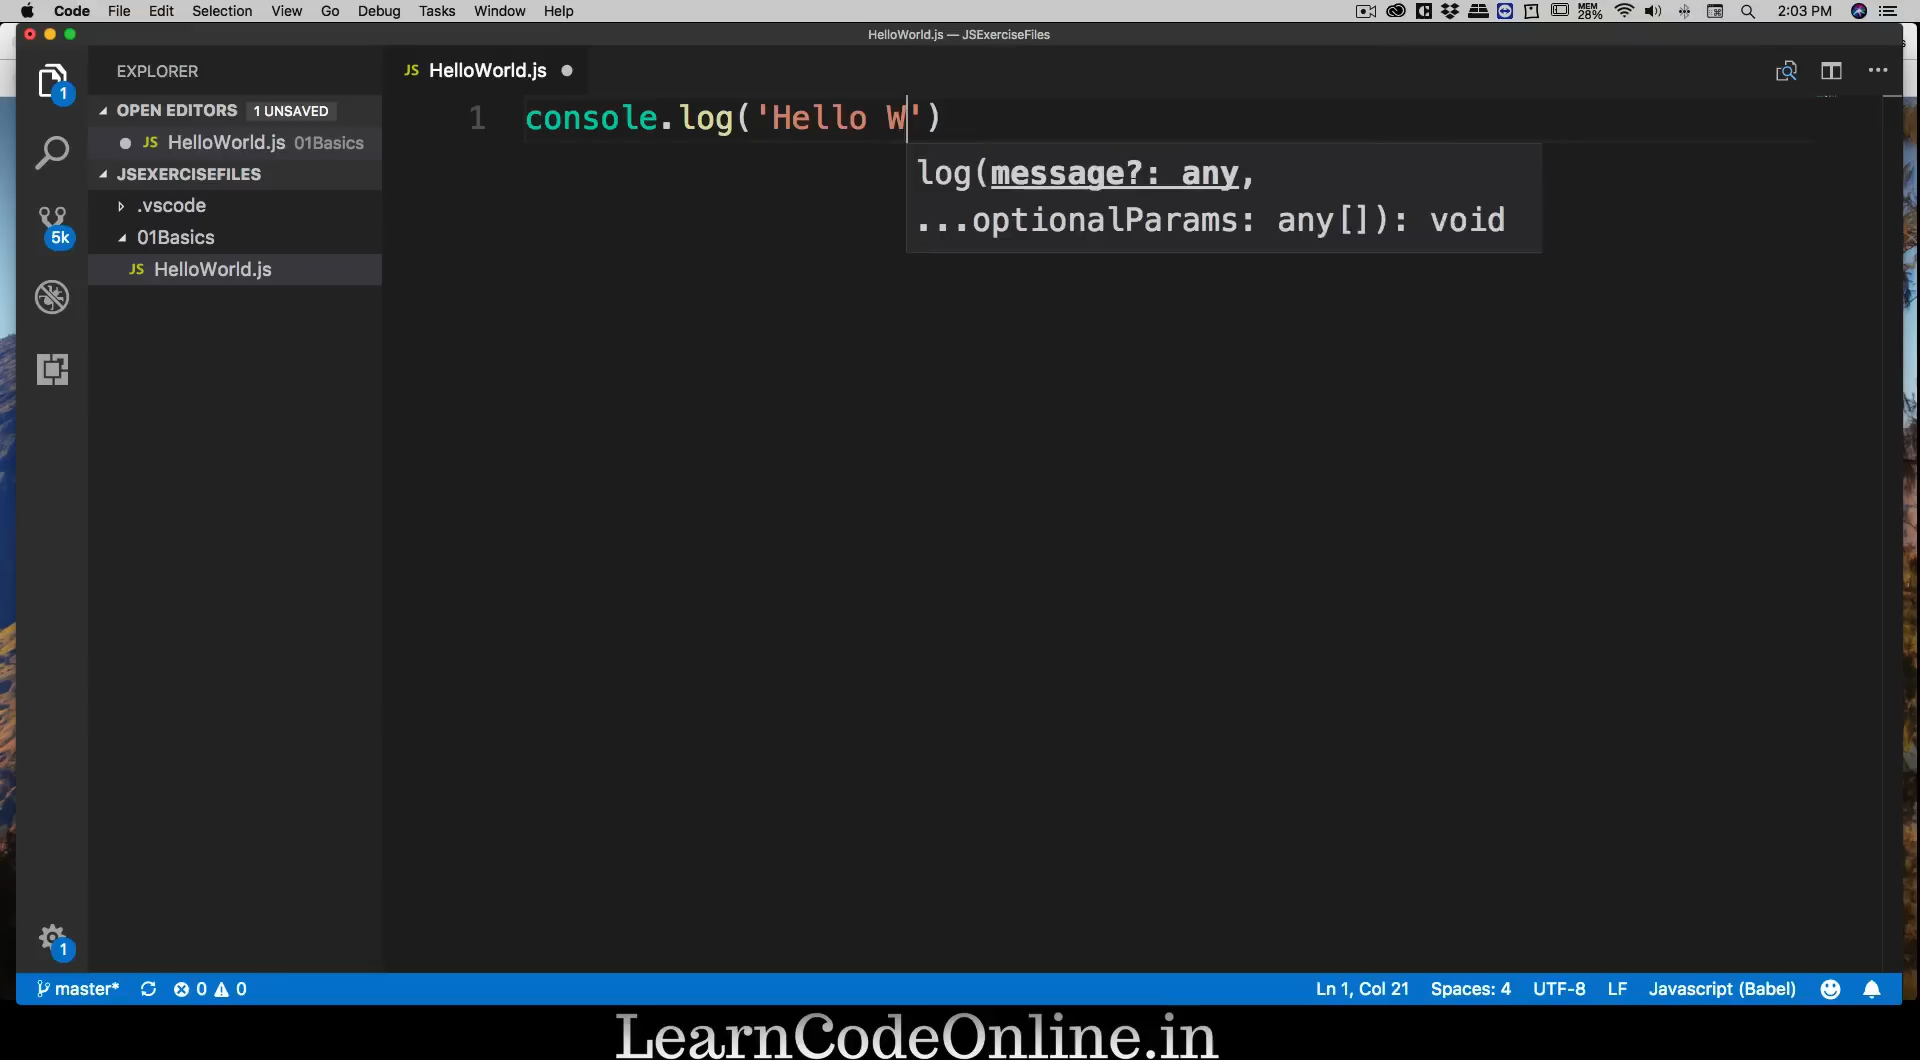 Code File Edit Selection View Go Debug Tasks Window Help MEM 28% 2:03 PM
HelloWorld.js — JSExerciseFiles
EXPLORER
JS HelloWorld.js
1
OPEN EDITORS 1 UNSAVED
JS HelloWorld.js 01Basics
JSEXERCISEFILES
.vscode
01Basics
JS HelloWorld.js
5k
1 console.log('Hello W')
log(message?: any,
...optionalParams: any[]): void
1
master* 0 0 Ln 1, Col 21 Spaces: 4 UTF-8 LF Javascript (Babel)
LearnCodeOnline.in